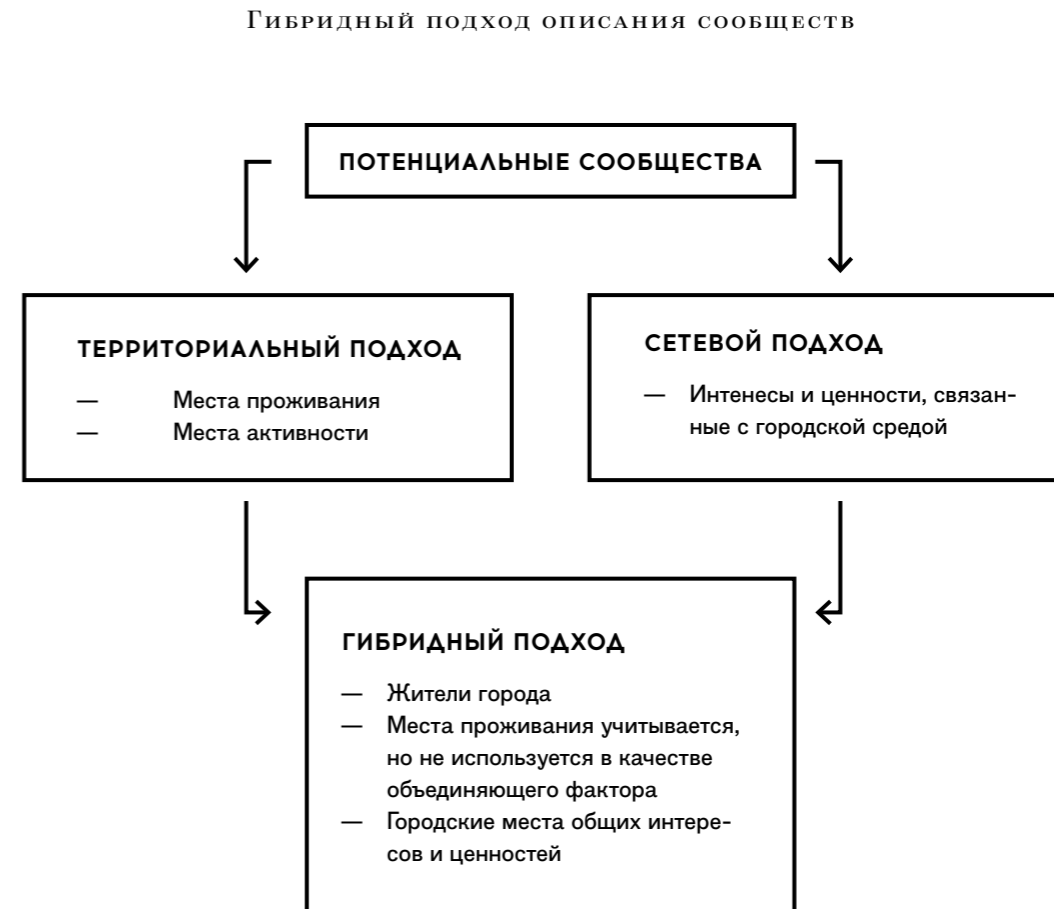 Гибридный подход описания сообществ
ПОТЕНЦИАЛЬНЫЕ СООБЩЕСТВА
ТЕРРИТОРИАЛЬНЫЙ ПОДХОД
— Места проживания
— Места активности
СЕТЕВОЙ ПОДХОД
— Интенесы и ценности, связан-
ные с городской средой
ГИБРИДНЫЙ ПОДХОД
— Жители города
— Места проживания учитывается,
но не используется в качестве
объединяющего фактора
— Городские места общих интере-
сов и ценностей